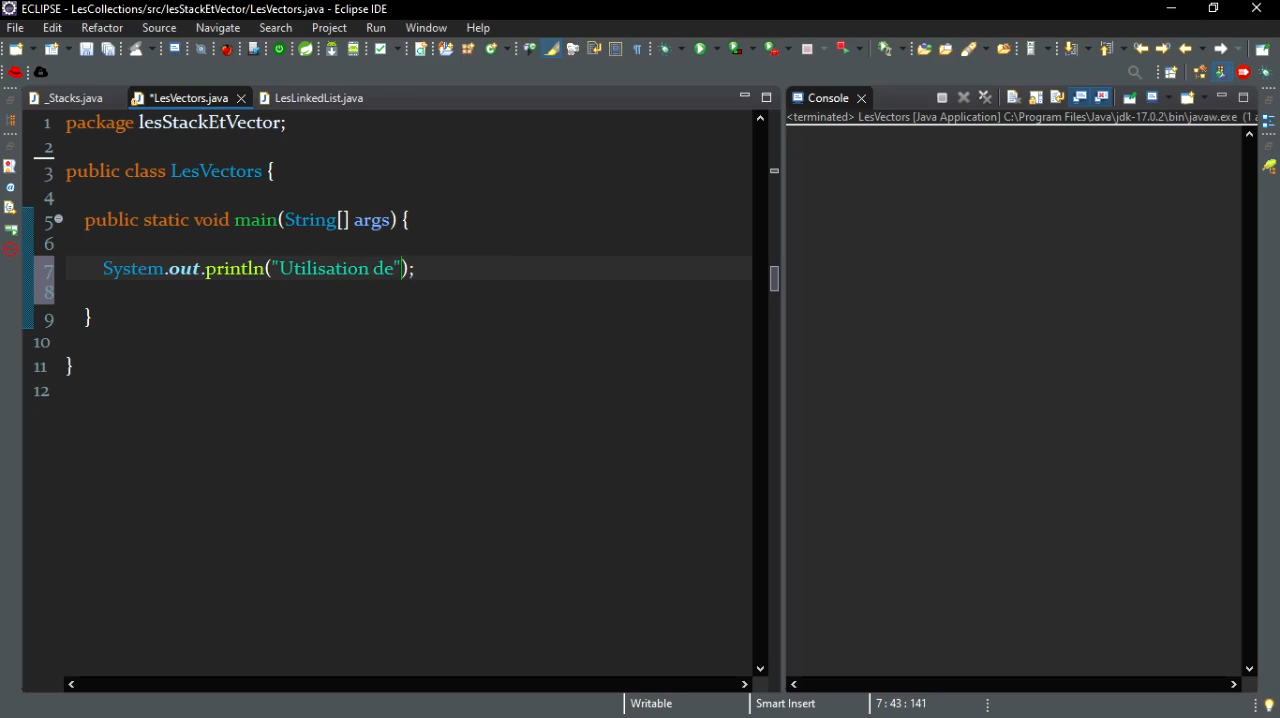 ECLIPSE - LesCollections/src/lesStackEtVector/LesVectors.java - Eclipse IDE
File Edit Refactor Source Navigate Search Project Run Window Help
_Stacks.java *LesVectors.java LesLinkedList.java Console
<terminated> LesVectors [Java Application] C:\Program Files\Java\jdk-17.0.2\bin\javaw.exe (1 a
1 package lesStackEtVector;
2
3 public class LesVectors {
4
5 public static void main(String[] args) {
6
7 System.out.println("Utilisation de");
8
9 }
10
11 }
12
Writable Smart Insert 7 : 43 : 141